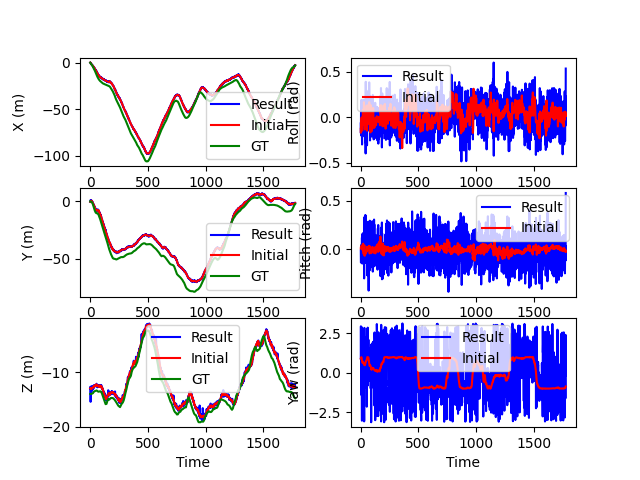 0
−50
−100
X (m)
0
500
1000
1500
Result
Initial
GT
0.5
0.0
−0.5
Roll (rad)
0
500
1000
1500
Result
Initial
0
−50
Y (m)
0
500
1000
1500
Result
Initial
GT
0.5
0.0
Pitch (rad)
0
500
1000
1500
Result
Initial
−10
−20
Z (m)
0
500
1000
1500
Time
Result
Initial
GT
2.5
0.0
−2.5
Yaw (rad)
0
500
1000
1500
Time
Result
Initial